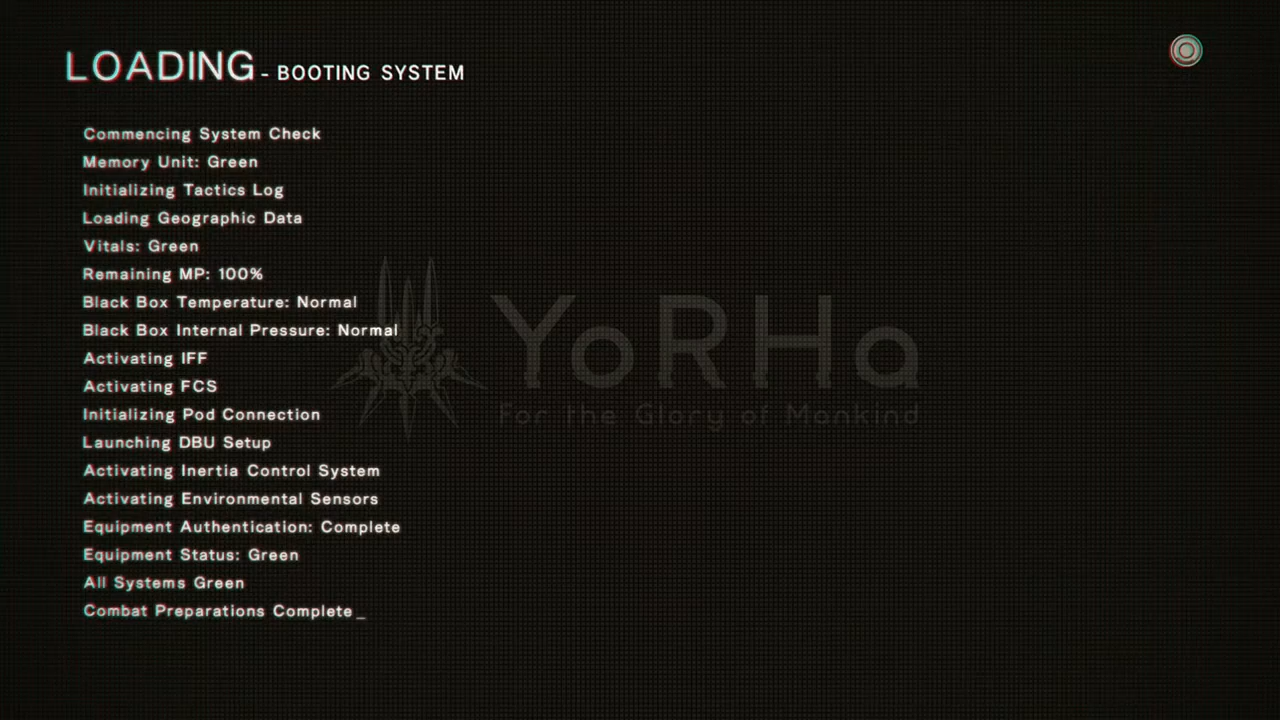 LOADING - BOOTING SYSTEM
Commencing System Check
Memory Unit: Green
Initializing Tactics Log
Loading Geographic Data
Vitals: Green
Remaining MP: 100%
Black Box Temperature: Normal
Black Box Internal Pressure: Normal
Activating IFF
Activating FCS
Initializing Pod Connection
Launching DBU Setup
Activating Inertia Control System
Activating Environmental Sensors
Equipment Authentication: Complete
Equipment Status: Green
All Systems Green
Combat Preparations Complete _
YoRHa
For the Glory of Mankind